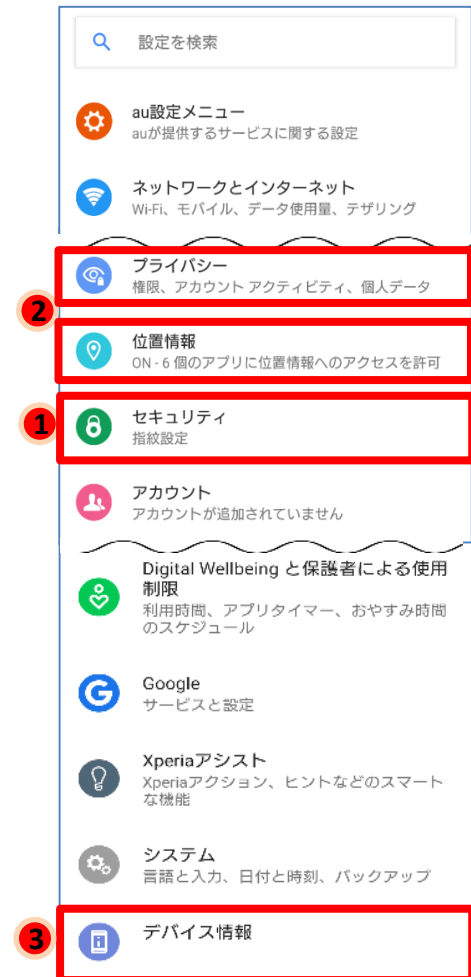 設定を検索
au設定メニュー
auが提供するサービスに関する設定
ネットワークとインターネット
Wi-Fi、モバイル、データ使用量、テザリング
プライバシー
権限、アカウント アクティビティ、個人データ
2
位置情報
ON - 6 個のアプリに位置情報へのアクセスを許可
1
セキュリティ
指紋設定
アカウント
アカウントが追加されていません
Digital Wellbeing と保護者による使用
制限
利用時間、アプリタイマー、おやすみ時間
のスケジュール
G
Google
サービスと設定
Xperiaアシスト
Xperiaアクション、ヒントなどのスマート
な機能
システム
言語と入力、日付と時刻、バックアップ
3
デバイス情報